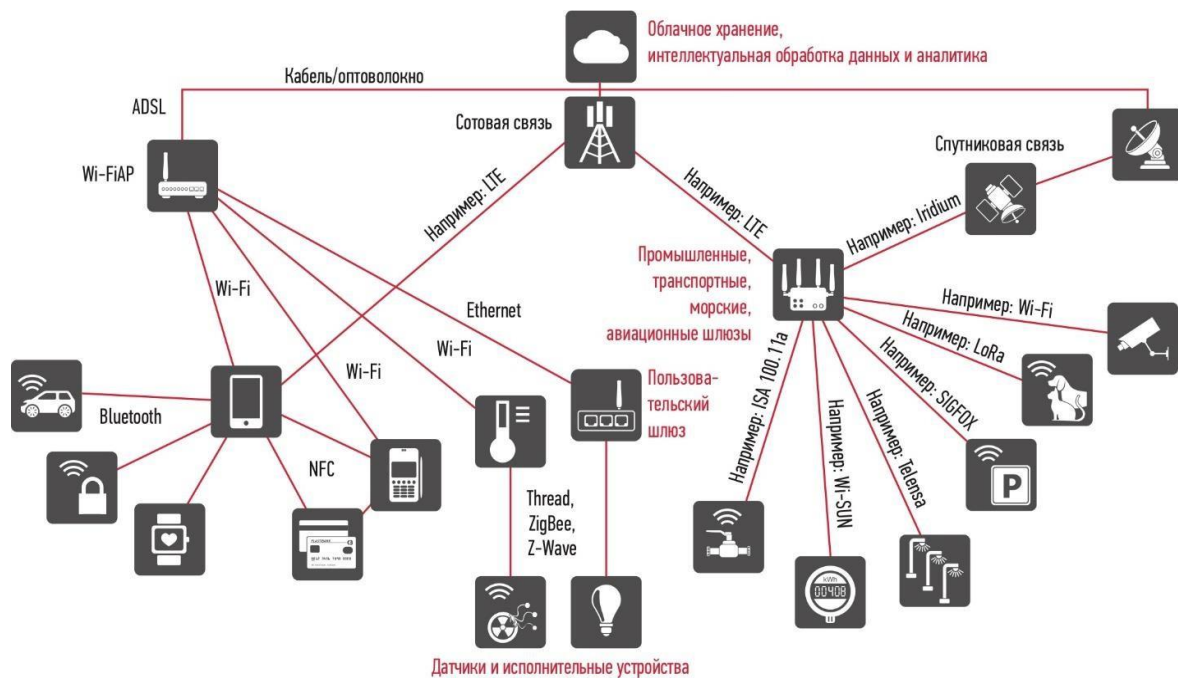 Облачное хранение,
интеллектуальная обработка данных и аналитика
Кабель/оптоволокно
ADSL
Сотовая связь
Wi-FiAP
Спутниковая связь
Например: LTE
Например: LTE
Например: Iridium
Промышленные,
транспортные,
морские,
авиационные шлюзы
Wi-Fi
Ethernet
Wi-Fi
Wi-Fi
Например: Wi-Fi
Например: LoRa
Например: SIGFOX
Например: Telensa
Например: Wi-SUN
Например: ISA 100.11a
Пользова-
тельский
шлюз
Bluetooth
NFC
Thread,
ZigBee,
Z-Wave
P
kWh
00408
Датчики и исполнительные устройства